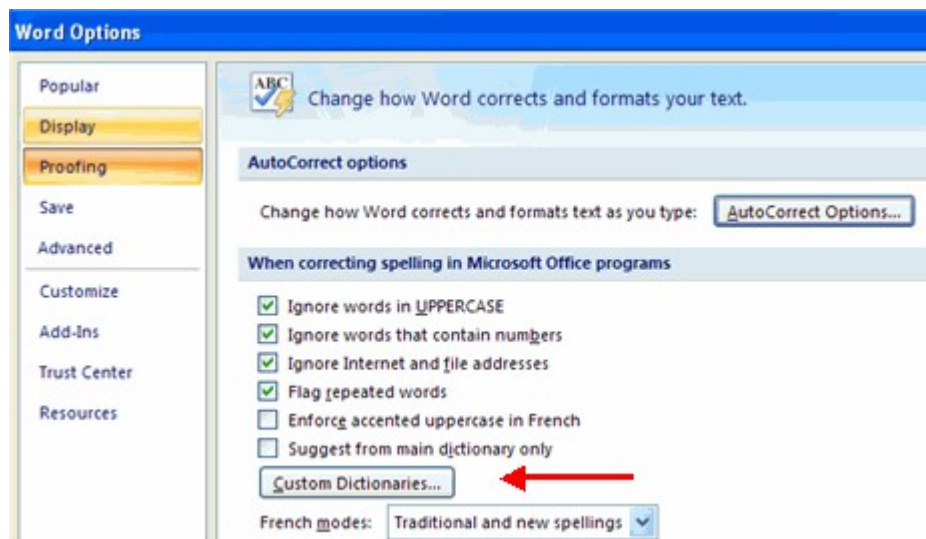 Word Options
Popular
Display
Proofing
Save
Advanced
Customize
Add-Ins
Trust Center
Resources
ABC
Change how Word corrects and formats your text.
AutoCorrect options
Change how Word corrects and formats text as you type: AutoCorrect Options...
When correcting spelling in Microsoft Office programs
Ignore words in UPPERCASE
Ignore words that contain numbers
Ignore Internet and file addresses
Flag repeated words
Enforce accented uppercase in French
Suggest from main dictionary only
Custom Dictionaries...
French modes: Traditional and new spellings